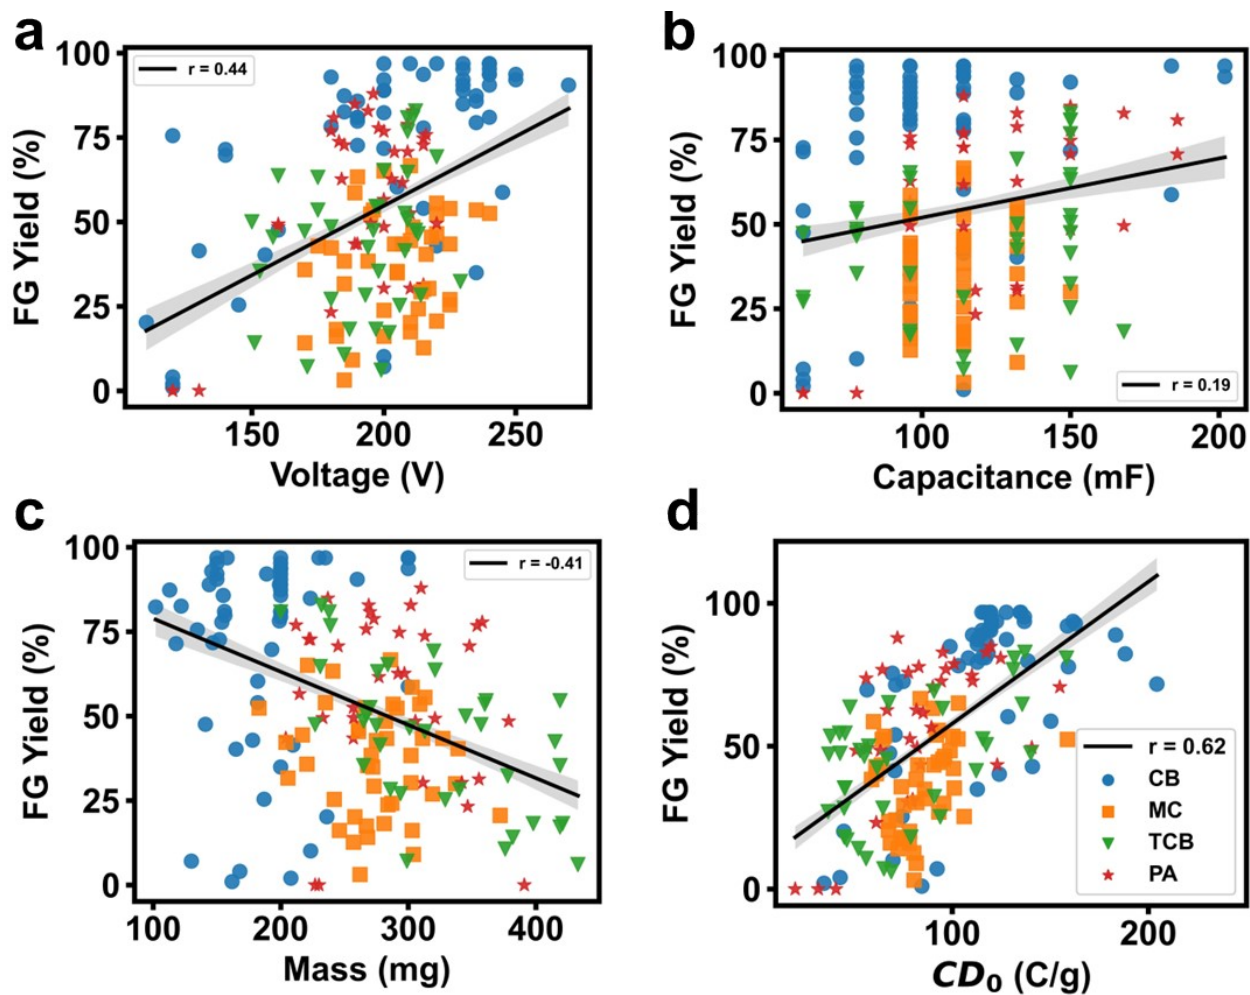 a
100
75
50
25
0
FG Yield (%)
r = 0.44
150
200
250
Voltage (V)
b
100
75
50
25
0
FG Yield (%)
r = 0.19
100
150
200
Capacitance (mF)
c
100
75
50
25
0
FG Yield (%)
r = -0.41
100
200
300
400
Mass (mg)
d
100
50
0
FG Yield (%)
r = 0.62
CB
MC
TCB
PA
100
200
CD₀ (C/g)